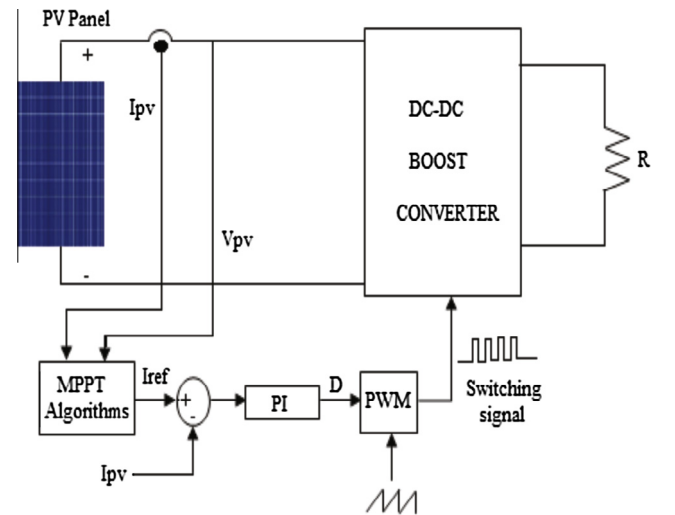 PV Panel
+
Ipv
DC-DC
BOOST
CONVERTER
R
Vpv
-
MPPT
Algorithms
Iref
+
-
PI
D
PWM
Switching
signal
Ipv